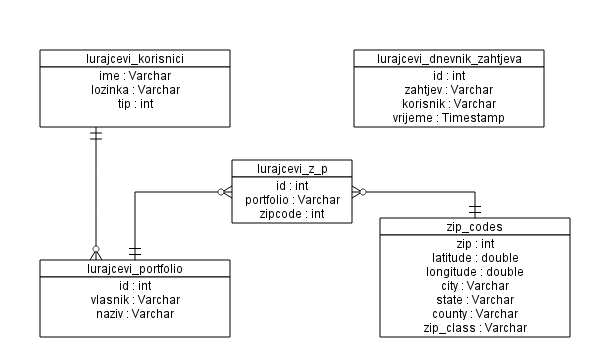 lurajcevi_korisnici
ime : Varchar
lozinka : Varchar
tip : int
lurajcevi_dnevnik_zahtjeva
id : int
zahtjev : Varchar
korisnik : Varchar
vrijeme : Timestamp
lurajcevi_z_p
id : int
portfolio : Varchar
zipcode : int
lurajcevi_portfolio
id : int
vlasnik : Varchar
naziv : Varchar
zip_codes
zip : int
latitude : double
longitude : double
city : Varchar
state : Varchar
county : Varchar
zip_class : Varchar